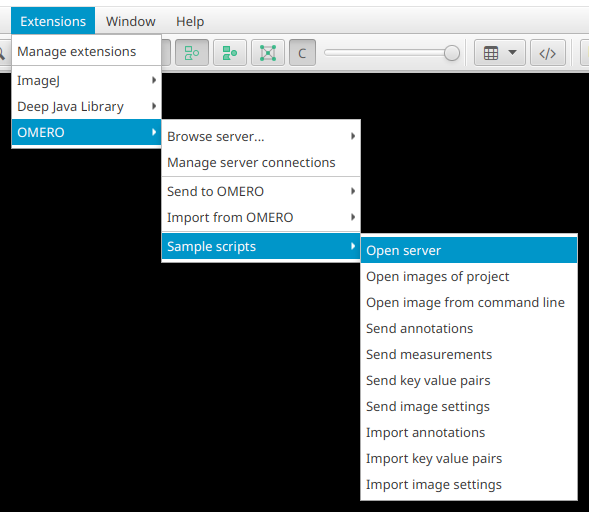 Extensions Window Help
Manage extensions
C
</>
ImageJ
Deep Java Library
OMERO
Browse server...
Manage server connections
Send to OMERO
Import from OMERO
Sample scripts
Open server
Open images of project
Open image from command line
Send annotations
Send measurements
Send key value pairs
Send image settings
Import annotations
Import key value pairs
Import image settings